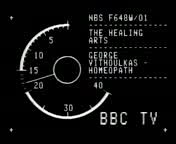 NBS F648W/01
THE HEALING
ARTS
GEORGE
VITHOULKAS -
HOMEOPATH
5
10
15
20
30
40
BBC TV